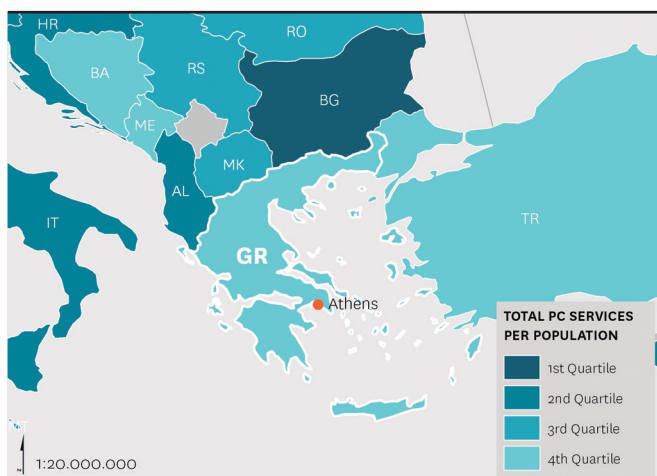 HR
RO
BA
RS
BG
ME
MK
AL
IT
TR
GR
Athens
TOTAL PC SERVICES
PER POPULATION
1st Quartile
2nd Quartile
3rd Quartile
4th Quartile
1:20.000.000